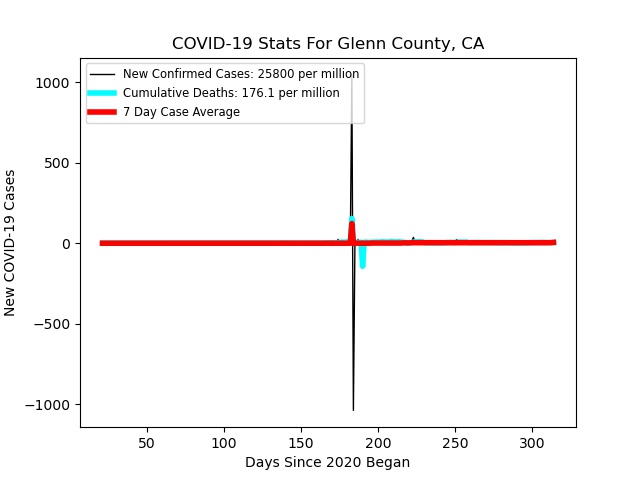 COVID-19 Stats For Glenn County, CA
New Confirmed Cases: 25800 per million
Cumulative Deaths: 176.1 per million
7 Day Case Average
New COVID-19 Cases
1000
500
0
−500
−1000
50 100 150 200 250 300
Days Since 2020 Began